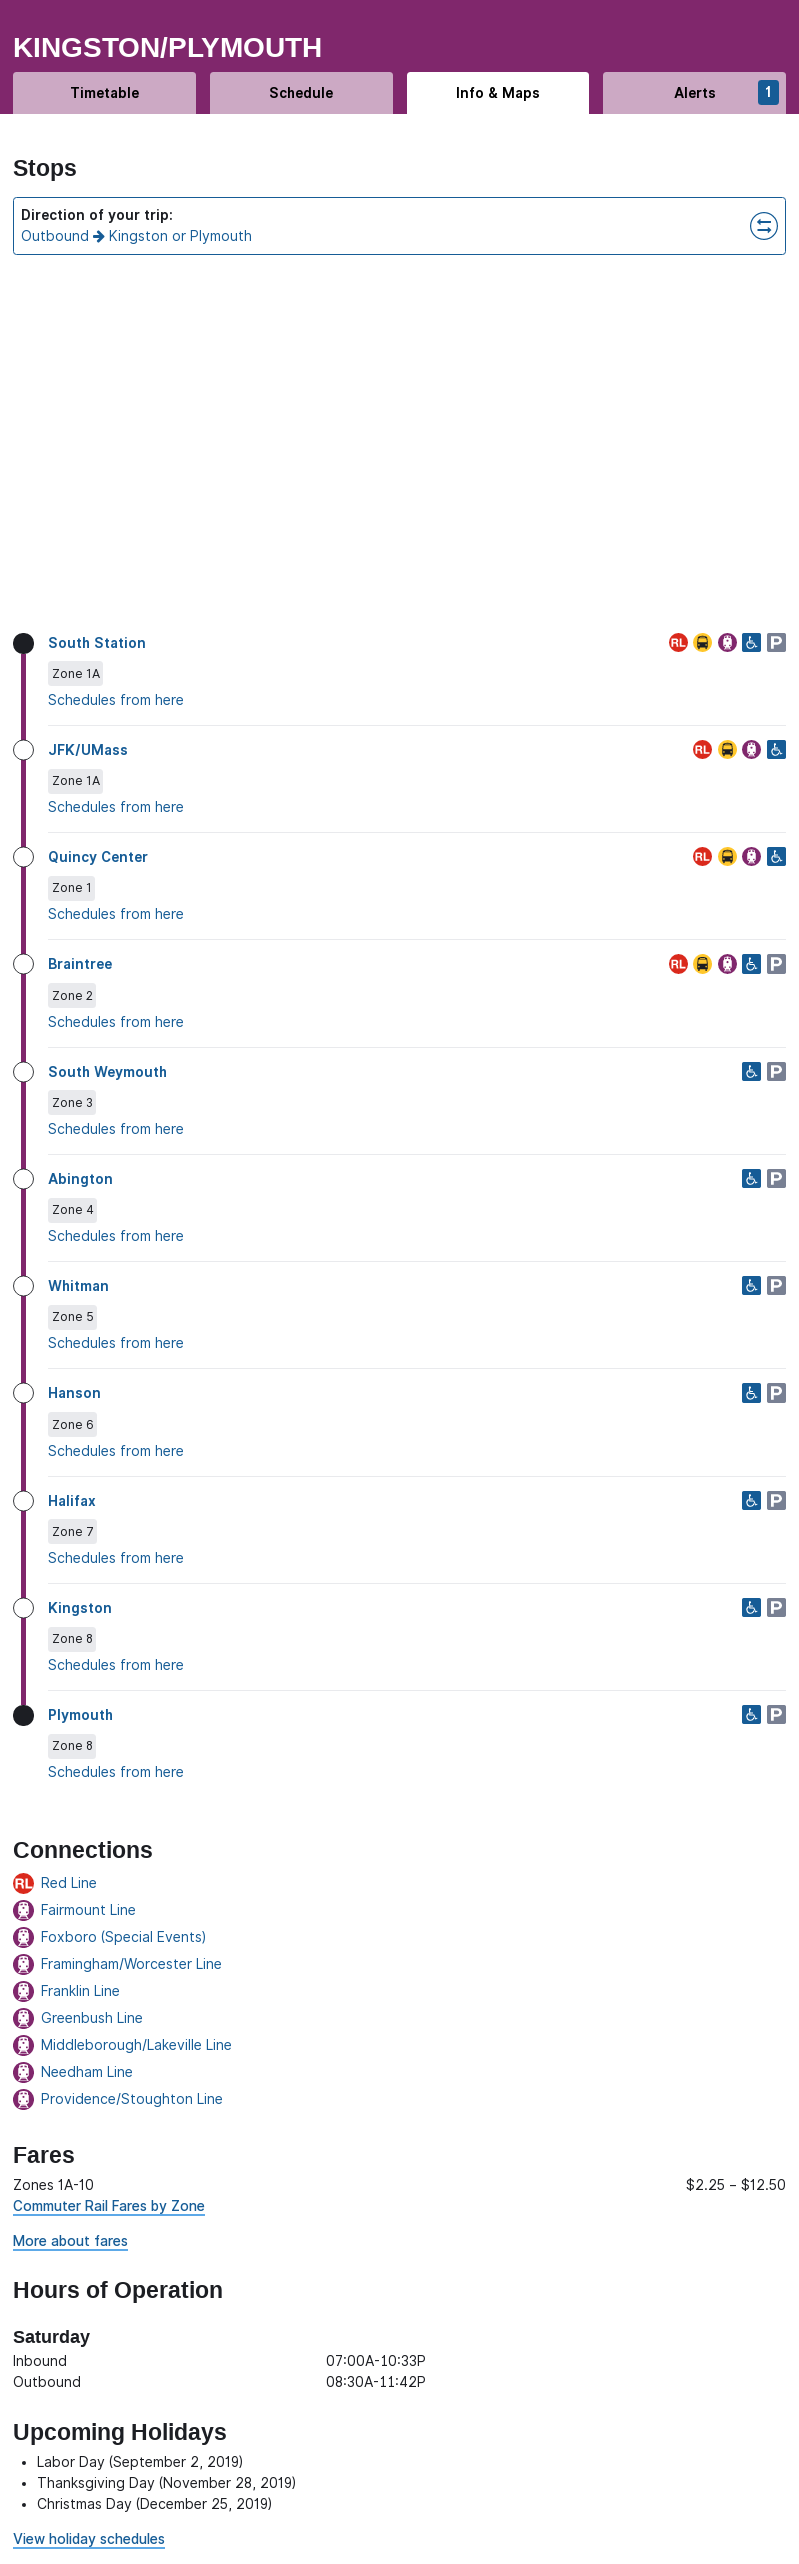 KINGSTON/PLYMOUTH
Timetable
Schedule
Info & Maps
Alerts
1
Stops
Direction of your trip:
Outbound → Kingston or Plymouth
South Station
RL
P
Zone 1A
Schedules from here
JFK/UMass
RL
Zone 1A
Schedules from here
Quincy Center
RL
Zone 1
Schedules from here
Braintree
RL
P
Zone 2
Schedules from here
South Weymouth
P
Zone 3
Schedules from here
Abington
P
Zone 4
Schedules from here
Whitman
P
Zone 5
Schedules from here
Hanson
P
Zone 6
Schedules from here
Halifax
P
Zone 7
Schedules from here
Kingston
P
Zone 8
Schedules from here
Plymouth
P
Zone 8
Schedules from here
Connections
RL Red Line
Fairmount Line
Foxboro (Special Events)
Framingham/Worcester Line
Franklin Line
Greenbush Line
Middleborough/Lakeville Line
Needham Line
Providence/Stoughton Line
Fares
Zones 1A-10 $2.25 – $12.50
Commuter Rail Fares by Zone
More about fares
Hours of Operation
Saturday
Inbound 07:00A-10:33P
Outbound 08:30A-11:42P
Upcoming Holidays
• Labor Day (September 2, 2019)
• Thanksgiving Day (November 28, 2019)
• Christmas Day (December 25, 2019)
View holiday schedules